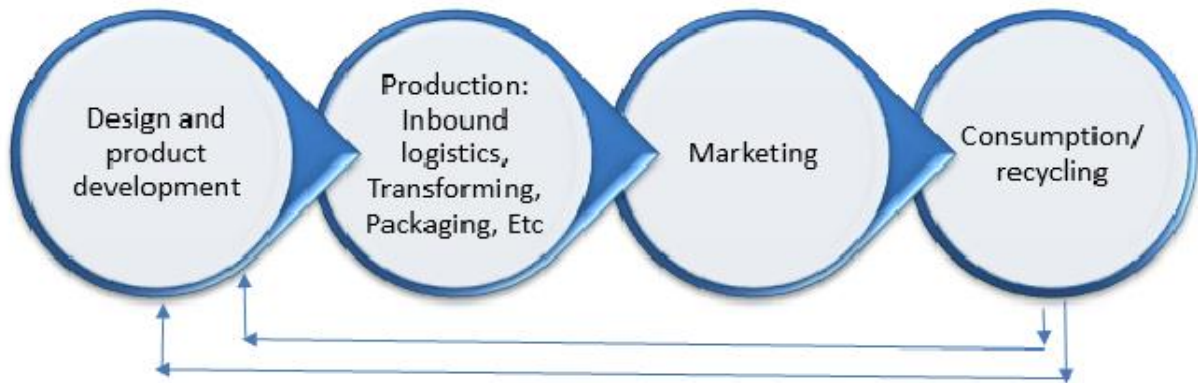 Design and
product
development
Production:
Inbound
logistics,
Transforming,
Packaging, Etc
Marketing
Consumption/
recycling